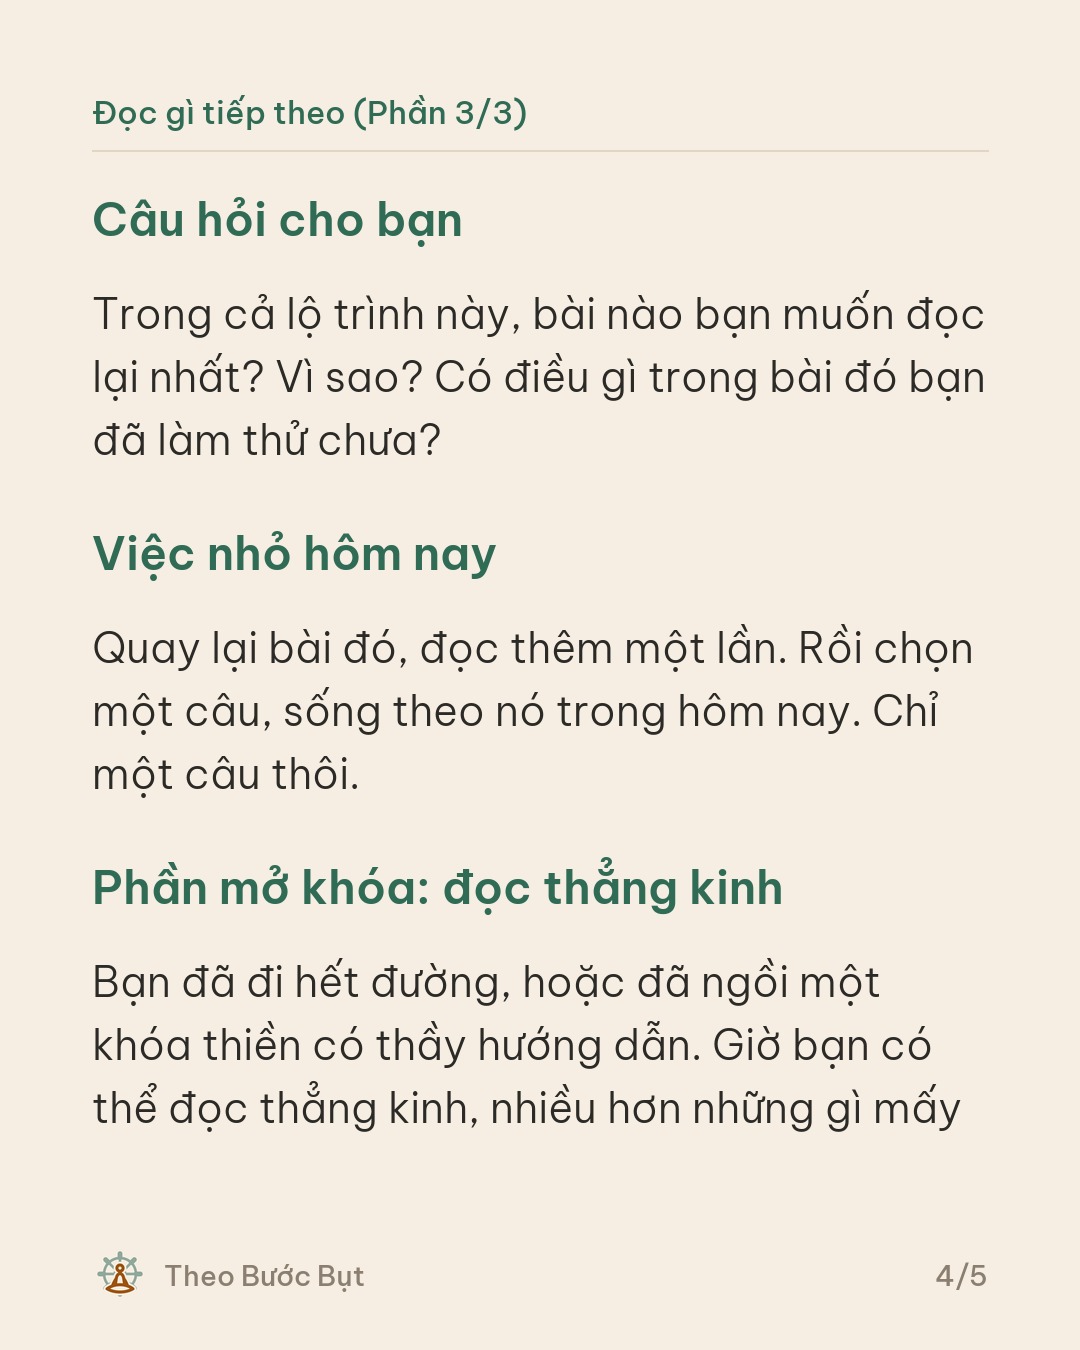 Đọc gì tiếp theo (Phần 3/3)
Câu hỏi cho bạn
Trong cả lộ trình này, bài nào bạn muốn đọc
lại nhất? Vì sao? Có điều gì trong bài đó bạn
đã làm thử chưa?
Việc nhỏ hôm nay
Quay lại bài đó, đọc thêm một lần. Rồi chọn
một câu, sống theo nó trong hôm nay. Chỉ
một câu thôi.
Phần mở khóa: đọc thẳng kinh
Bạn đã đi hết đường, hoặc đã ngồi một
khóa thiền có thầy hướng dẫn. Giờ bạn có
thể đọc thẳng kinh, nhiều hơn những gì mấy
Theo Bước Bụt
4/5